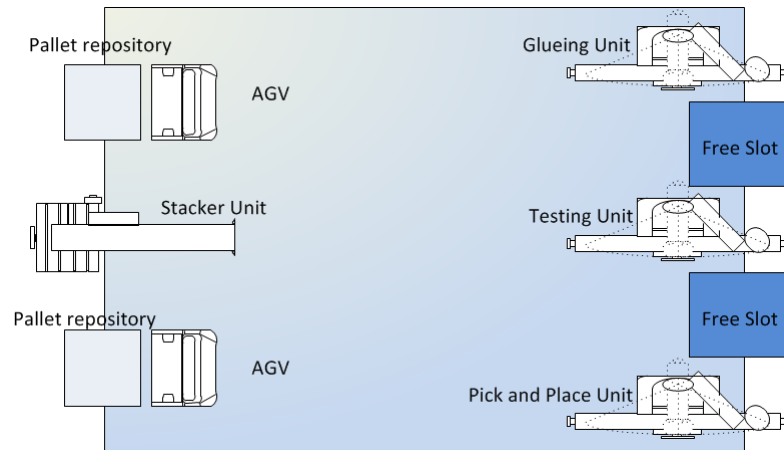 Pallet repository
Glueing Unit
AGV
Free Slot
Stacker Unit
Testing Unit
Pallet repository
Free Slot
AGV
Pick and Place Unit